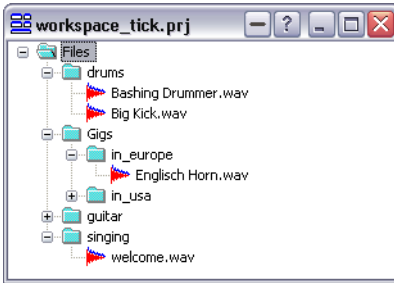 workspace_tick.prj
Files
drums
Bashing Drummer.wav
Big Kick.wav
Gigs
in_europe
Englisch Horn.wav
in_usa
guitar
singing
welcome.wav